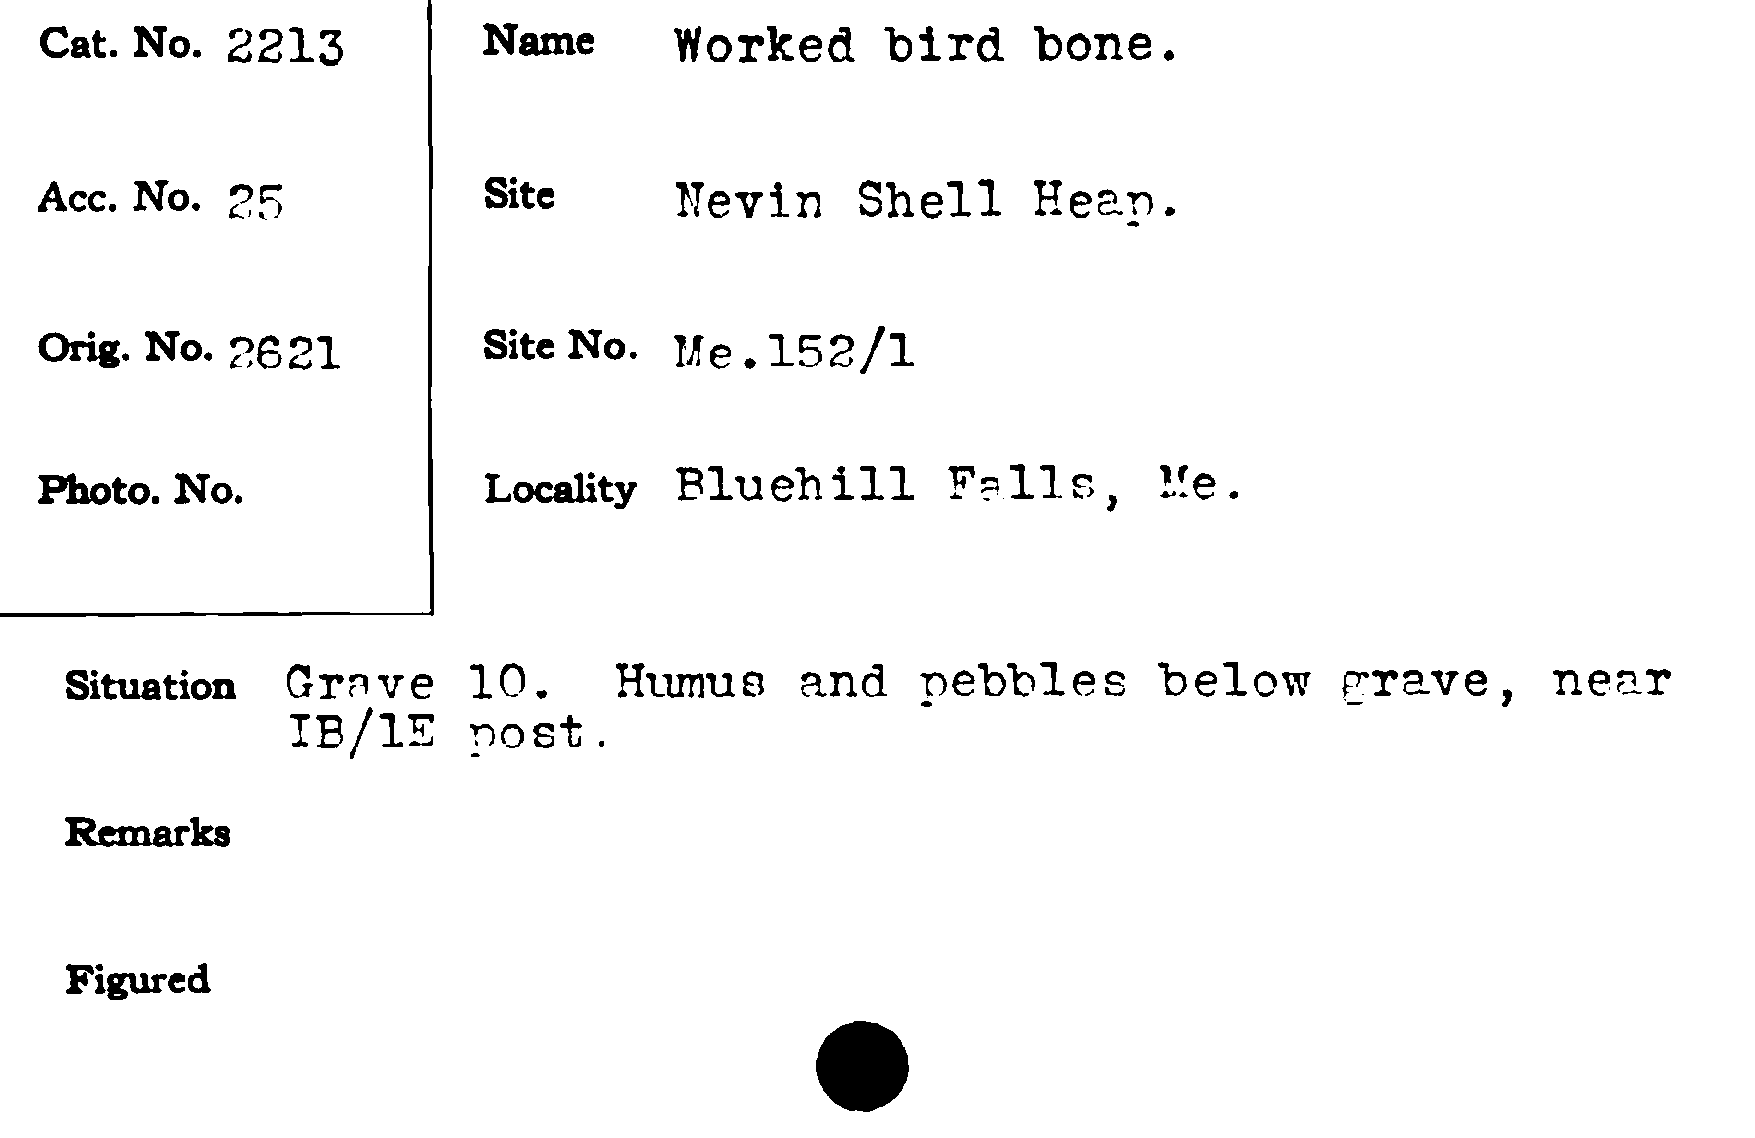 Cat. No. 2213
Name Worked bird bone.
Acc. No. 25
Site Nevin Shell Heap.
Orig. No. 2621
Site No. Me.152/1
Photo. No.
Locality Bluehill Falls, Me.
Situation Grave 10. Humus and pebbles below grave, near
IB/1E post.
Remarks
Figured